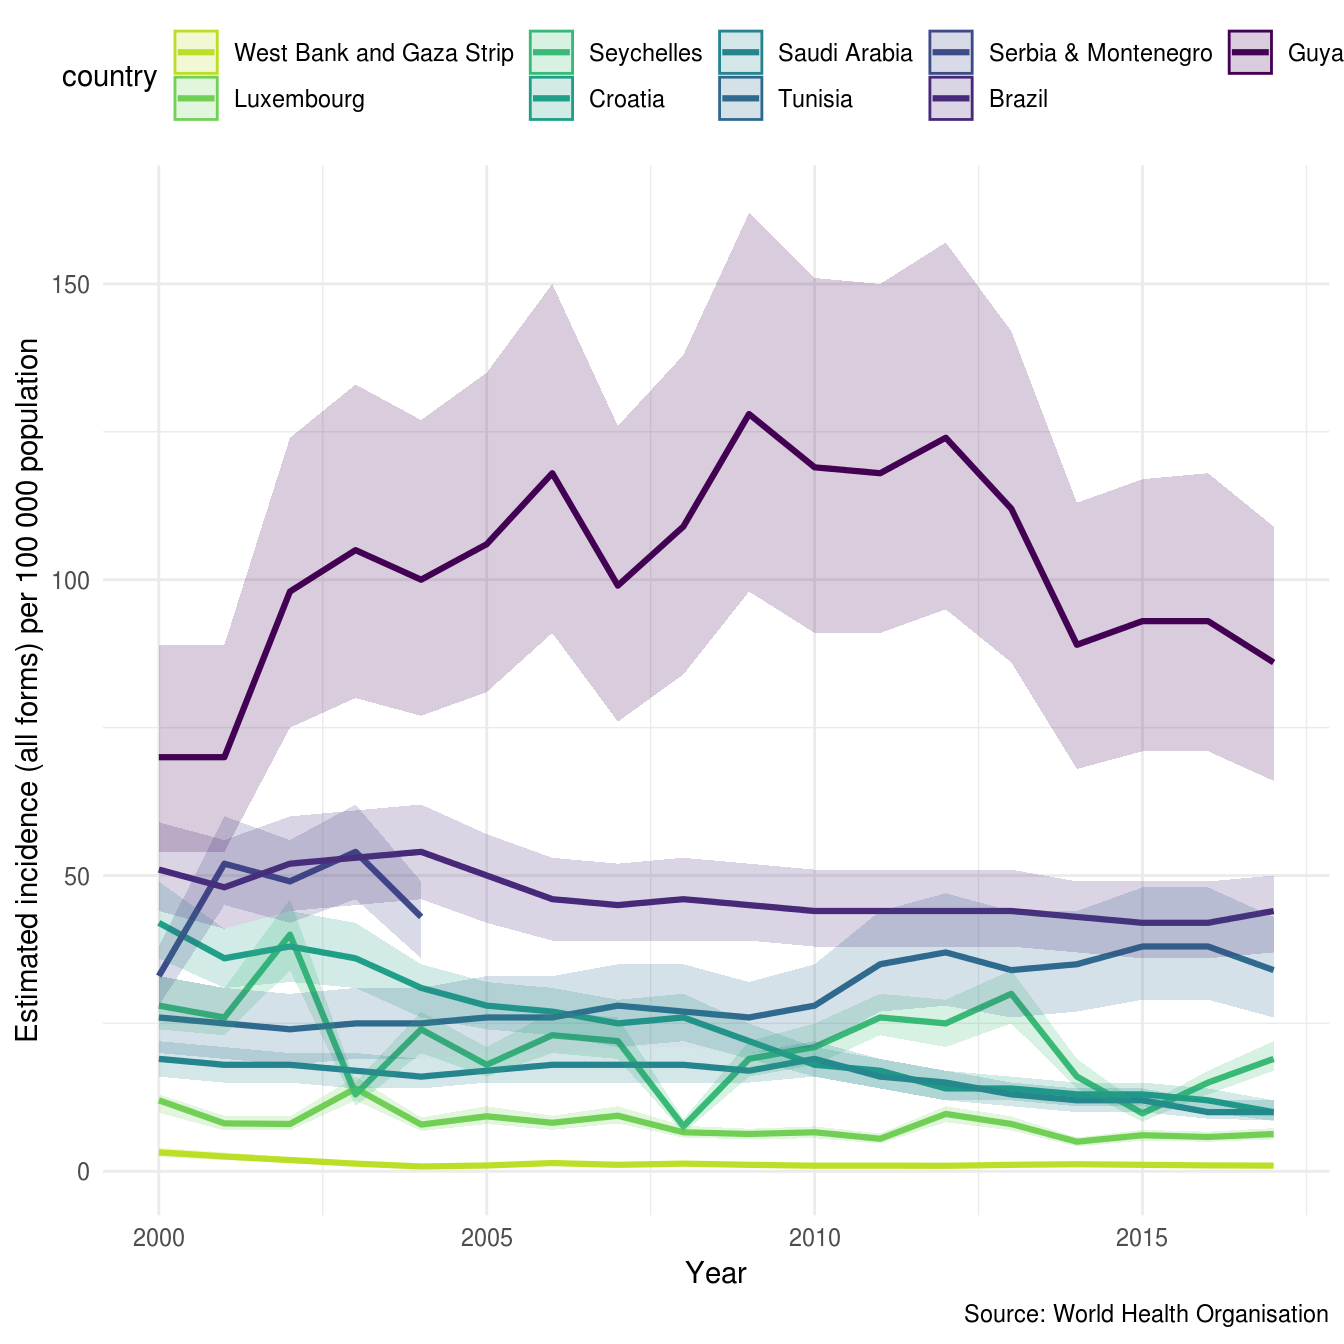 country
West Bank and Gaza Strip Seychelles Saudi Arabia Serbia & Montenegro Guya
Luxembourg Croatia Tunisia Brazil
Estimated incidence (all forms) per 100 000 population
150
100
50
0
2000 2005 2010 2015
Year
Source: World Health Organisation